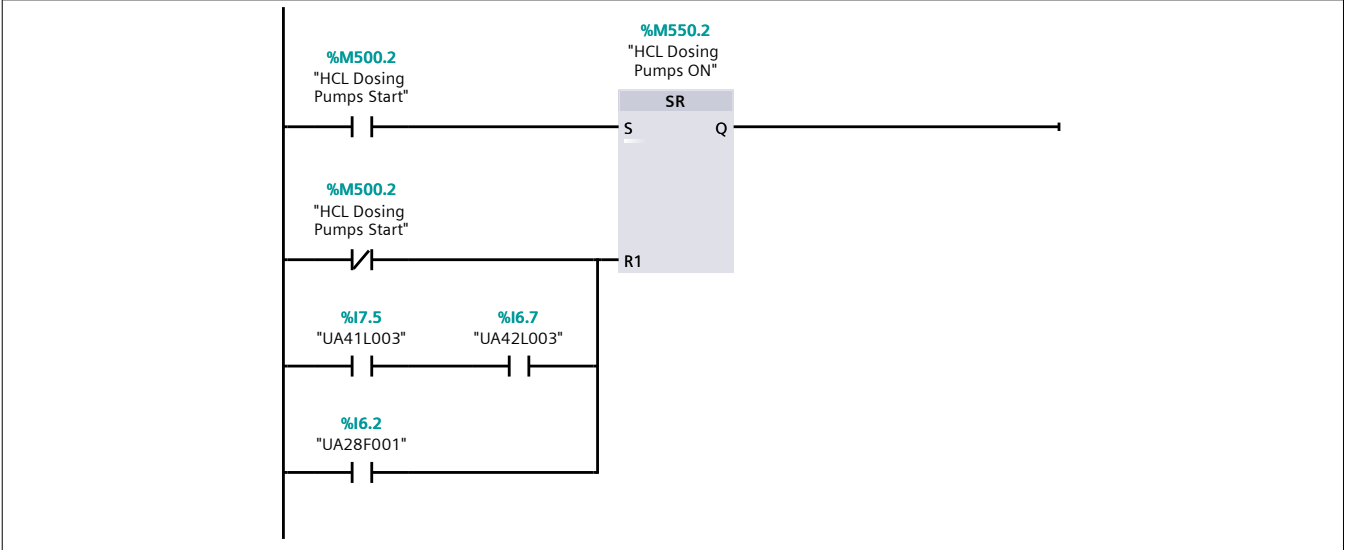 %M550.2
"HCL Dosing
Pumps ON"
%M500.2
"HCL Dosing
Pumps Start"
SR
S
Q
%M500.2
"HCL Dosing
Pumps Start"
R1
%I7.5
"UA41L003"
%I6.7
"UA42L003"
%I6.2
"UA28F001"